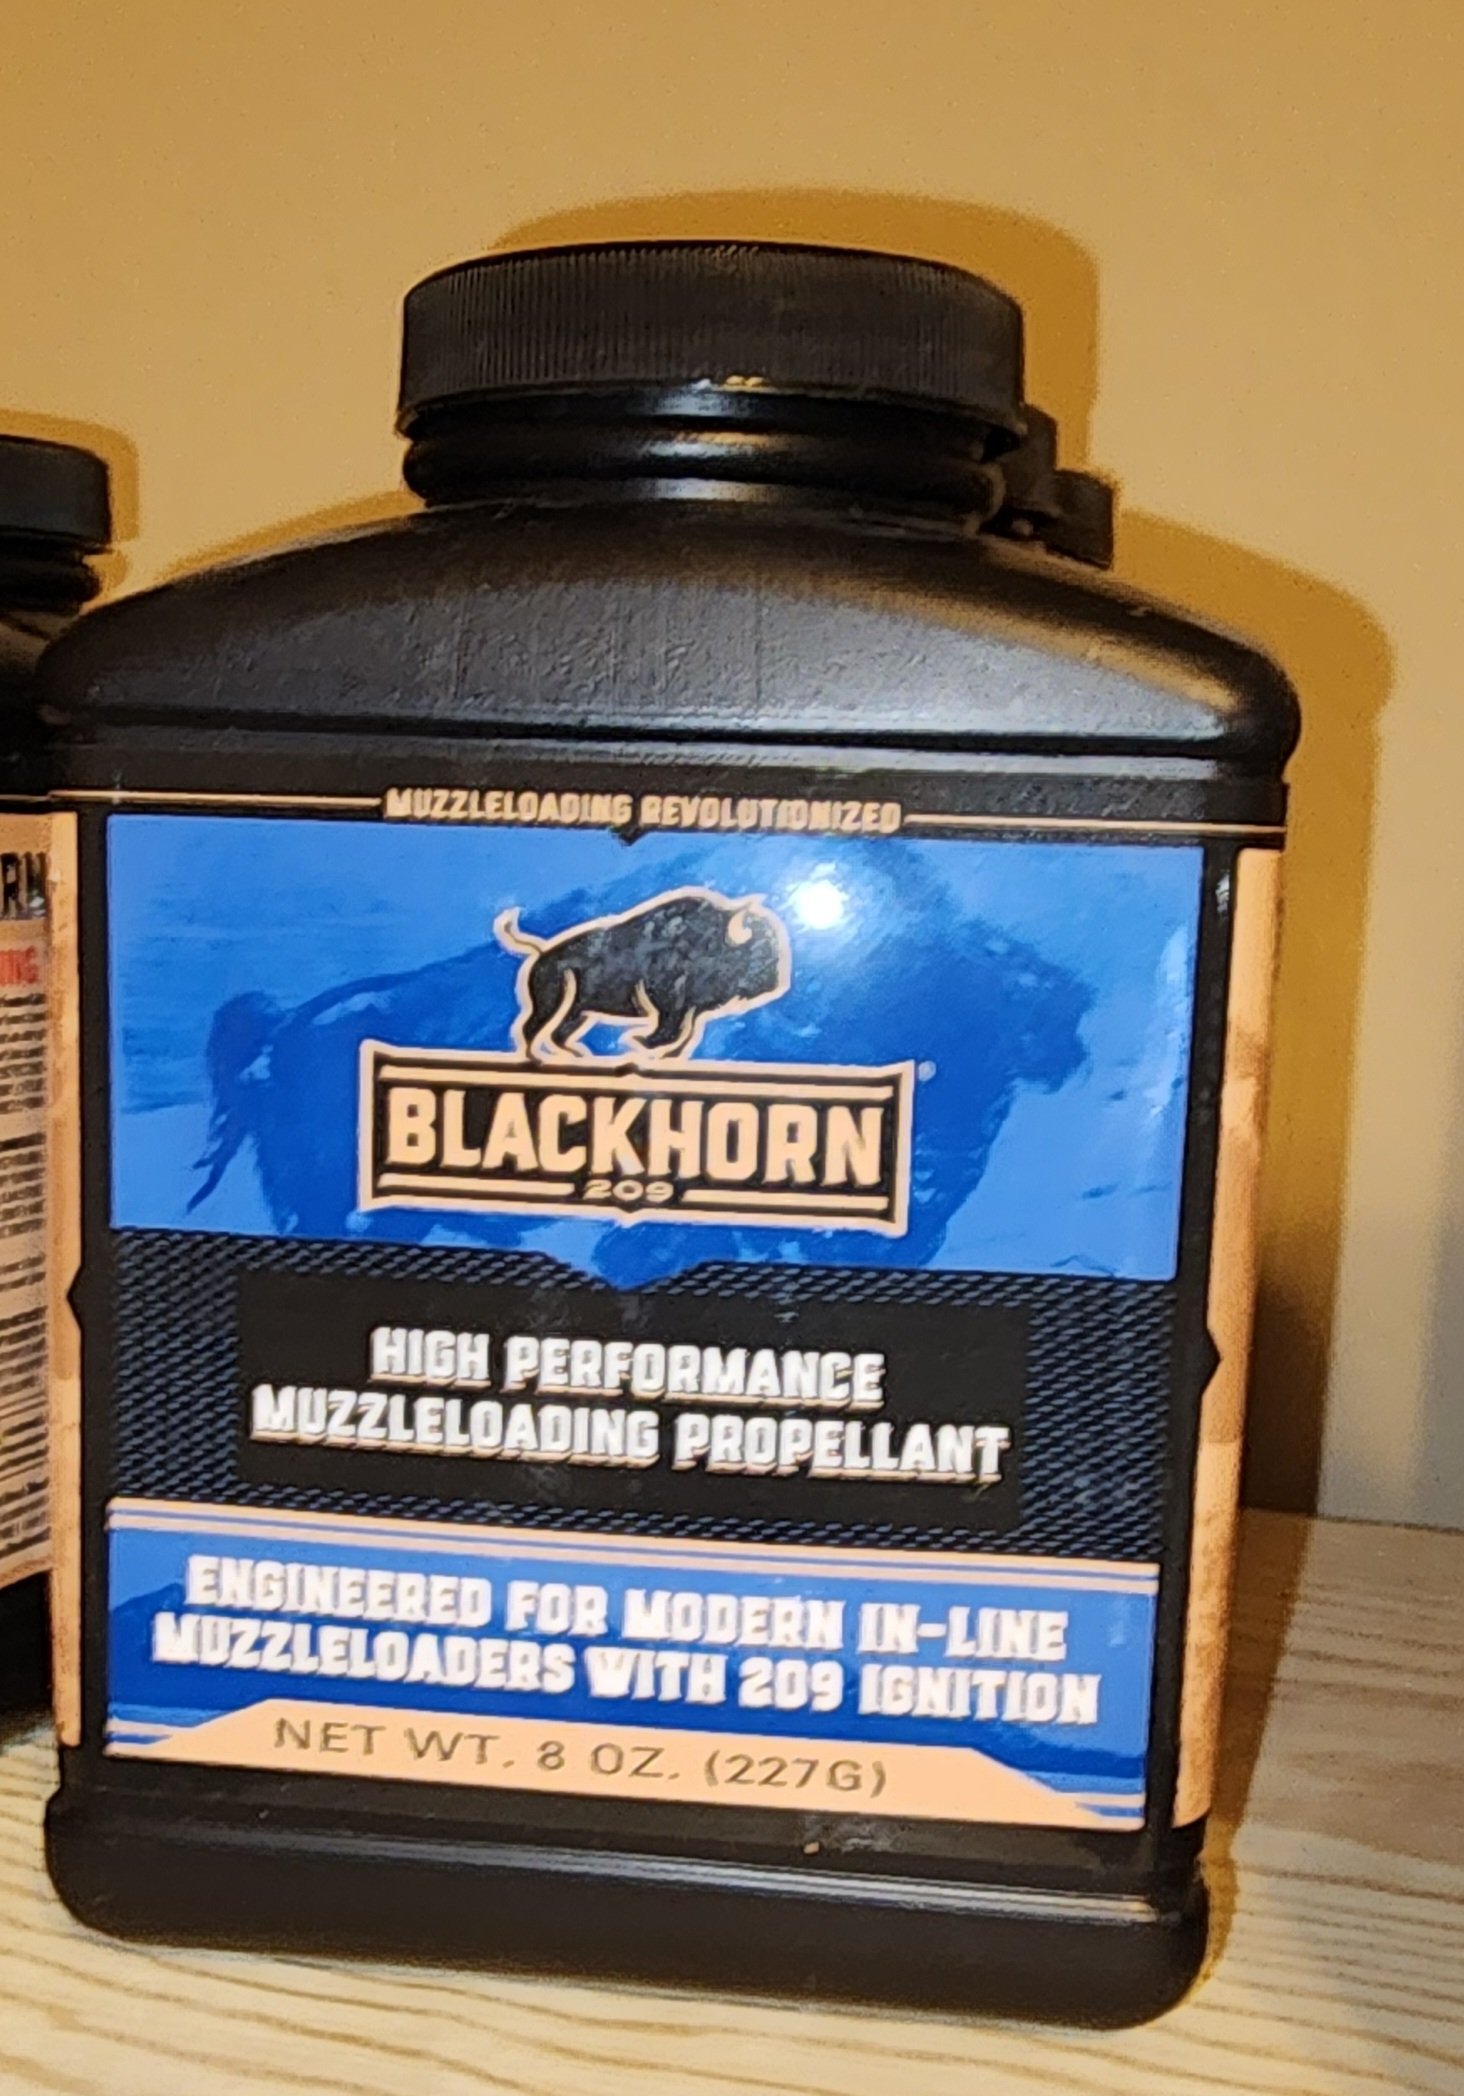 MUZZLELOADING REVOLUTIONIZED
BLACKHORN
209
HIGH PERFORMANCE
MUZZLELOADING PROPELLANT
ENGINEERED FOR MODERN IN-LINE
MUZZLELOADERS WITH 209 IGNITION
NET WT. 8 OZ. (227G)